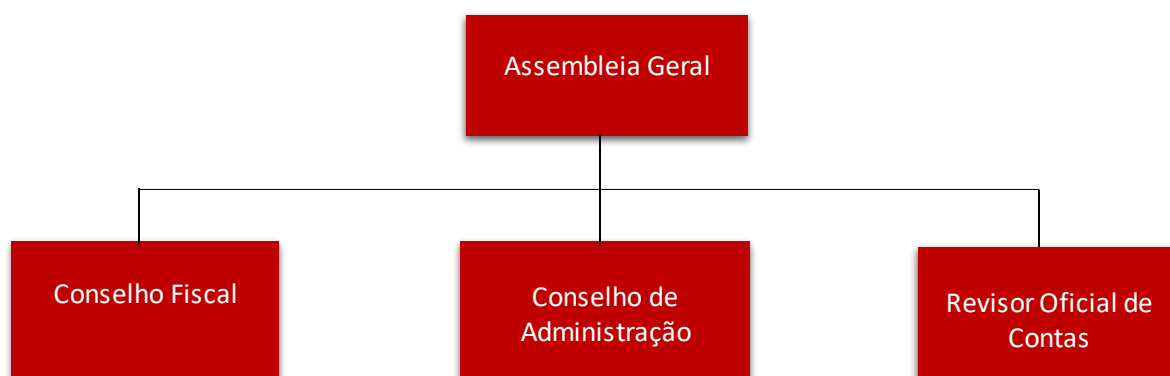 Assembleia Geral
Conselho Fiscal
Conselho de
Administração
Revisor Oficial de
Contas